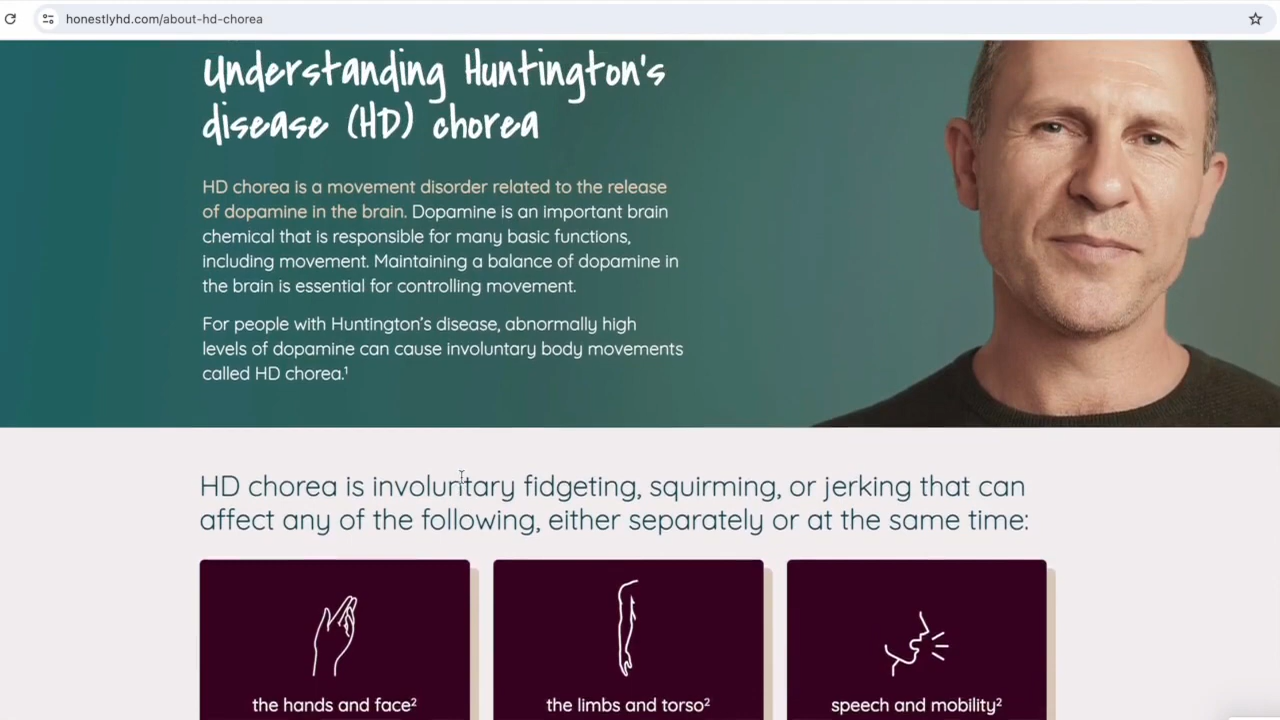 honestlyhd.com/about-hd-chorea
Understanding Huntington's
disease (HD) chorea
HD chorea is a movement disorder related to the release
of dopamine in the brain. Dopamine is an important brain
chemical that is responsible for many basic functions,
including movement. Maintaining a balance of dopamine in
the brain is essential for controlling movement.
For people with Huntington’s disease, abnormally high
levels of dopamine can cause involuntary body movements
called HD chorea.¹
HD chorea is involuntary fidgeting, squirming, or jerking that can
affect any of the following, either separately or at the same time:
the hands and face²
the limbs and torso²
speech and mobility²